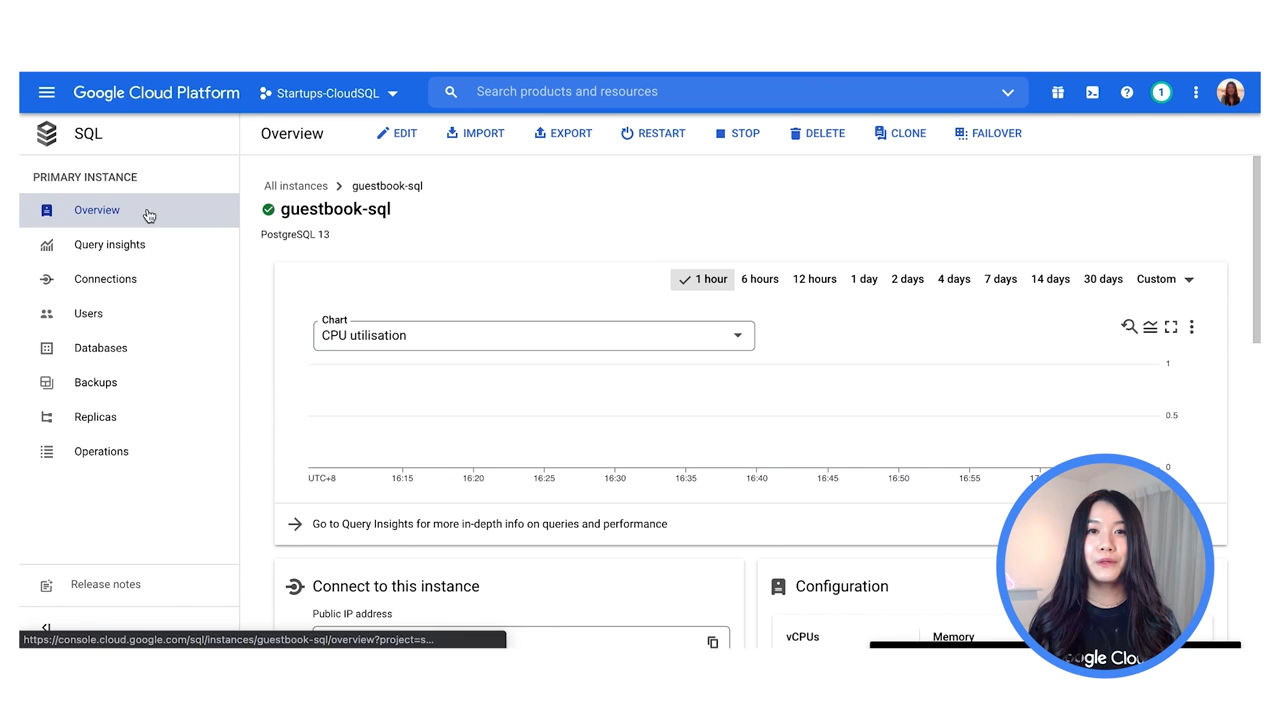 Google Cloud Platform Startups-CloudSQL Search products and resources 1
SQL Overview EDIT IMPORT EXPORT RESTART STOP DELETE CLONE FAILOVER
PRIMARY INSTANCE
Overview
Query insights
Connections
Users
Databases
Backups
Replicas
Operations
Release notes
https://console.cloud.google.com/sql/instances/guestbook-sql/overview?project=s...
All instances guestbook-sql
guestbook-sql
PostgreSQL 13
1 hour 6 hours 12 hours 1 day 2 days 4 days 7 days 14 days 30 days Custom
Chart
CPU utilisation
1
0.5
0
UTC+8 16:15 16:20 16:25 16:30 16:35 16:40 16:45 16:50 16:55
Go to Query Insights for more in-depth info on queries and performance
Connect to this instance
Public IP address
Configuration
vCPUs Memory